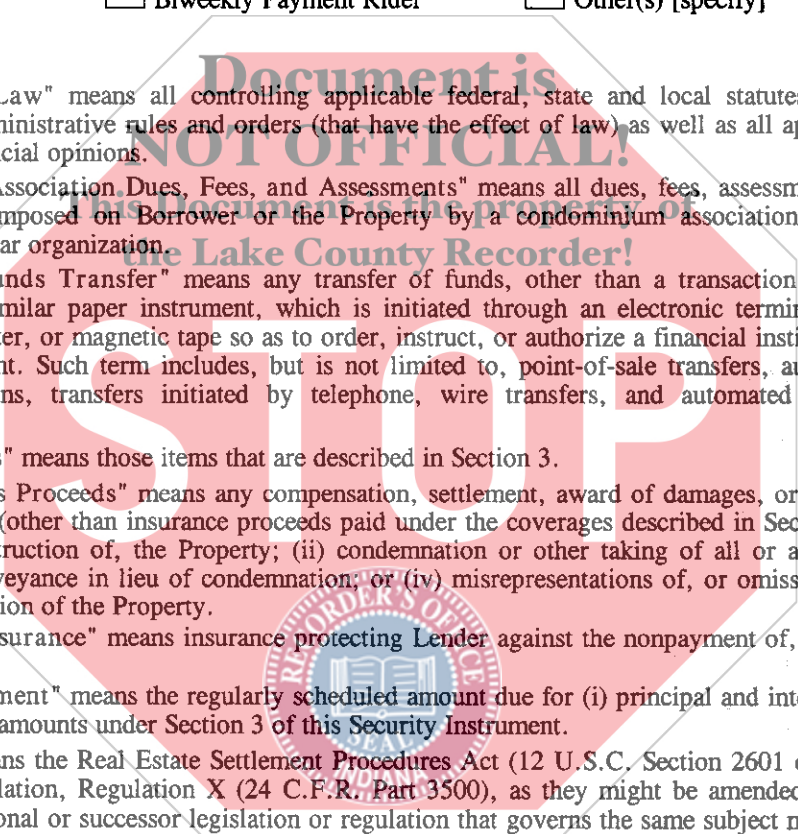 Biweekly Payment Rider Other(s) [specify]
Document is
Law" means all controlling applicable federal, state and local statutes
ministrative rules and orders (that have the effect of law) as well as all ap
NOT OFFICIAL!
icial opinions.
Association Dues, Fees, and Assessments" means all dues, fees, assessm
This Document is the property of
mposed on Borrower or the Property by a condominium association
ar organization.
the Lake County Recorder!
unds Transfer" means any transfer of funds, other than a transaction
milar paper instrument, which is initiated through an electronic termin
ter, or magnetic tape so as to order, instruct, or authorize a financial insti
nt. Such term includes, but is not limited to, point-of-sale transfers, au
ns, transfers initiated by telephone, wire transfers, and automated
STOP
s" means those items that are described in Section 3.
s Proceeds" means any compensation, settlement, award of damages, or
(other than insurance proceeds paid under the coverages described in Sec
truction of, the Property; (ii) condemnation or other taking of all or a
veyance in lieu of condemnation; or (iv) misrepresentations of, or omiss
tion of the Property.
surance" means insurance protecting Lender against the nonpayment of,
ment" means the regularly scheduled amount due for (i) principal and inte
amounts under Section 3 of this Security Instrument.
ans the Real Estate Settlement Procedures Act (12 U.S.C. Section 2601 e
lation, Regulation X (24 C.F.R. Part 3500), as they might be amended
onal or successor legislation or regulation that governs the same subject m
RECORDER'S OFFICE
SEAL
INDIANA